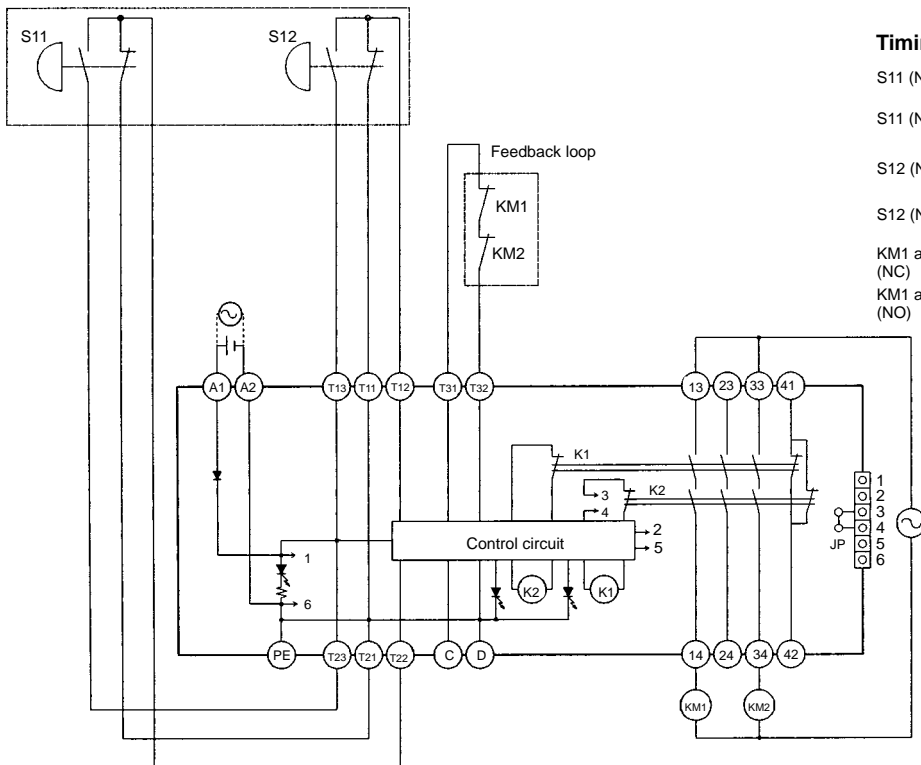 S11
S12
Timi
S11 (N
S11 (N
S12 (N
S12 (N
KM1 a
(NC)
KM1 a
(NO)
Feedback loop
KM1
KM2
A1 A2 T13 T11 T12 T31 T32 13 23 33 41
K1
K2
3
4
2
5
Control circuit
1
6
K2 K1
JP
1
2
3
4
5
6
PE T23 T21 T22 C D 14 24 34 42
KM1 KM2